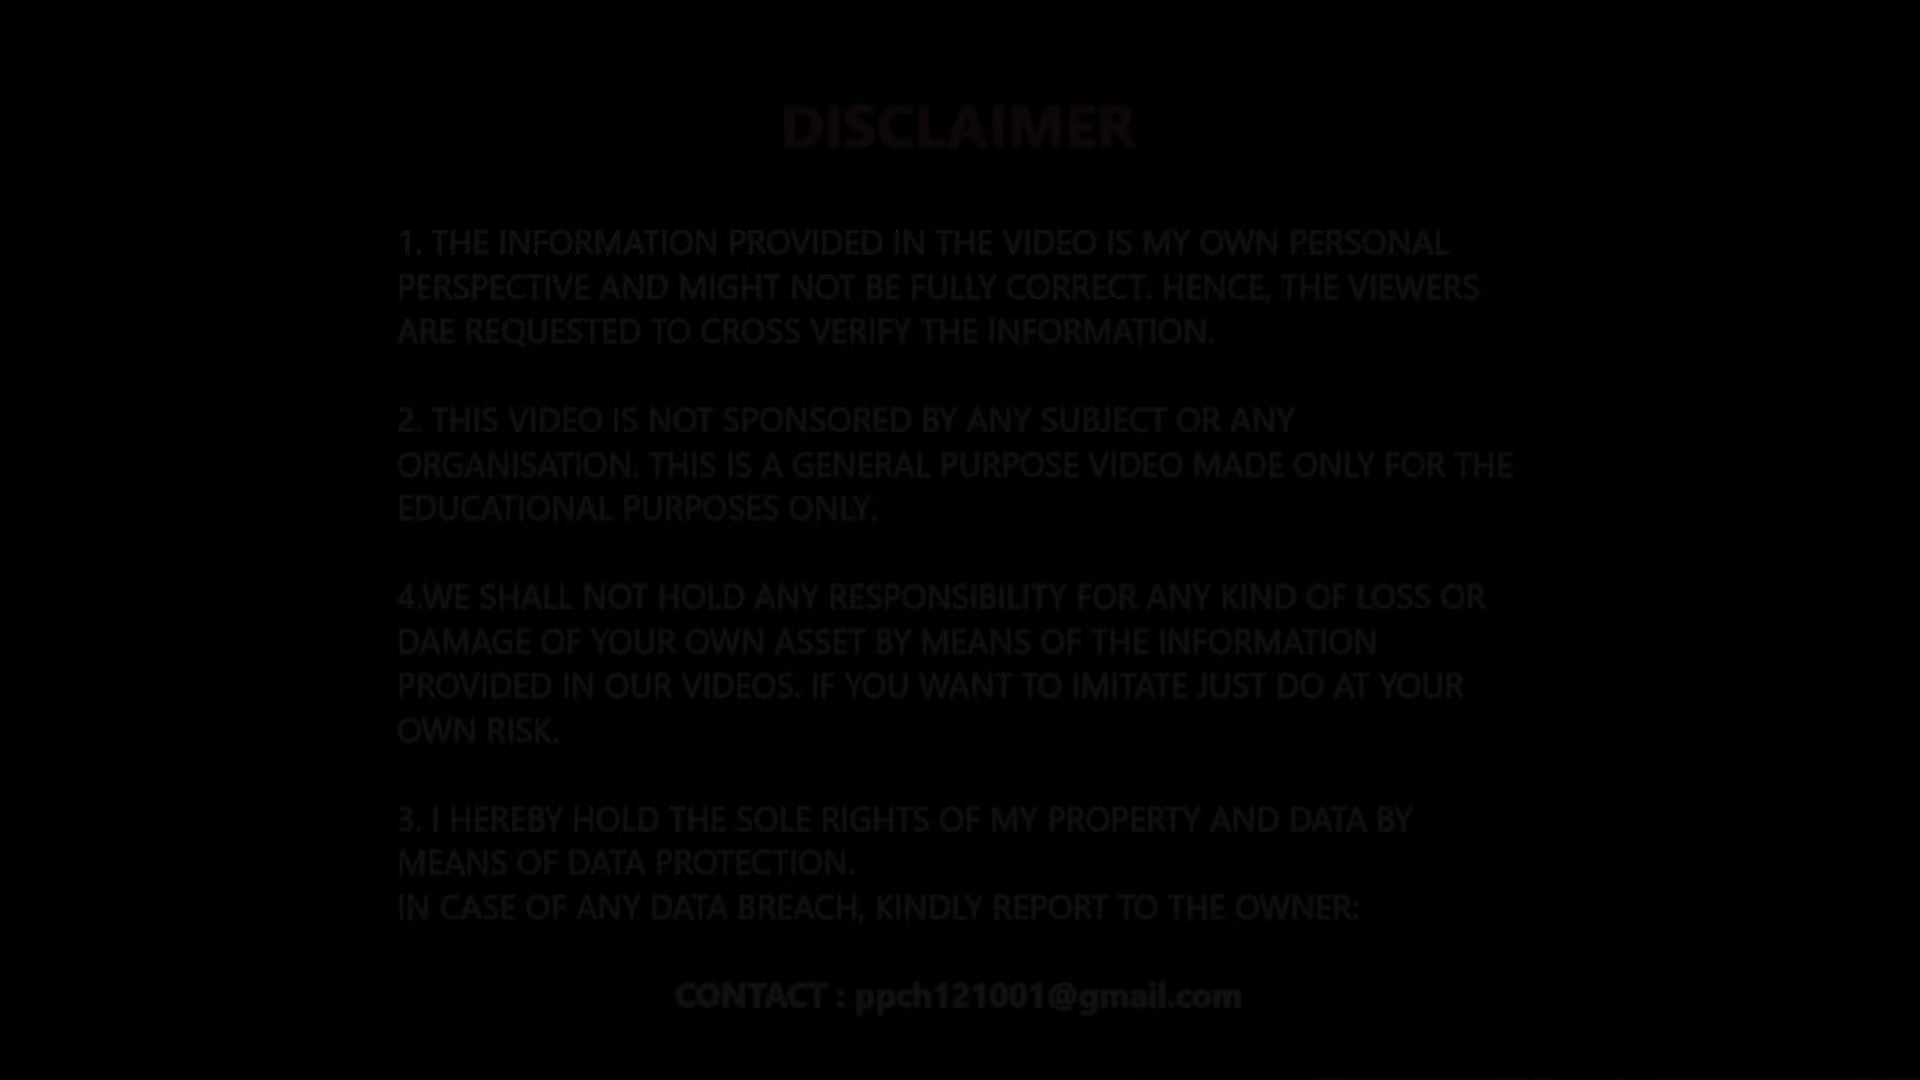 DISCLAIMER
1. THE INFORMATION PROVIDED IN THE VIDEO IS MY OWN PERSONAL
PERSPECTIVE AND MIGHT NOT BE FULLY CORRECT. HENCE, THE VIEWERS
ARE REQUESTED TO CROSS VERIFY THE INFORMATION.
2. THIS VIDEO IS NOT SPONSORED BY ANY SUBJECT OR ANY
ORGANISATION. THIS IS A GENERAL PURPOSE VIDEO MADE ONLY FOR THE
EDUCATIONAL PURPOSES ONLY.
4.WE SHALL NOT HOLD ANY RESPONSIBILITY FOR ANY KIND OF LOSS OR
DAMAGE OF YOUR OWN ASSET BY MEANS OF THE INFORMATION
PROVIDED IN OUR VIDEOS. IF YOU WANT TO IMITATE JUST DO AT YOUR
OWN RISK.
3. I HEREBY HOLD THE SOLE RIGHTS OF MY PROPERTY AND DATA BY
MEANS OF DATA PROTECTION.
IN CASE OF ANY DATA BREACH, KINDLY REPORT TO THE OWNER:
CONTACT : ppch121001@gmail.com